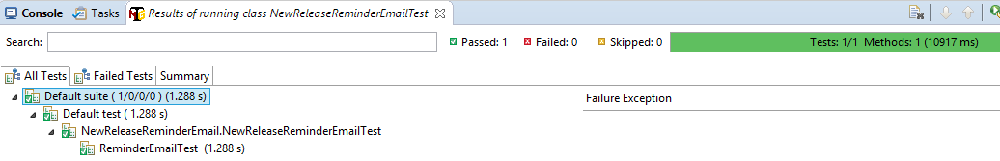 Console Tasks Results of running class NewReleaseReminderEmailTest
Search: Passed: 1 Failed: 0 Skipped: 0 Tests: 1/1 Methods: 1 (10917 ms)
All Tests Failed Tests Summary
Default suite ( 1/0/0/0 ) (1.288 s)
Failure Exception
Default test ( 1.288 s)
NewReleaseReminderEmail.NewReleaseReminderEmailTest
ReminderEmailTest (1.288 s)